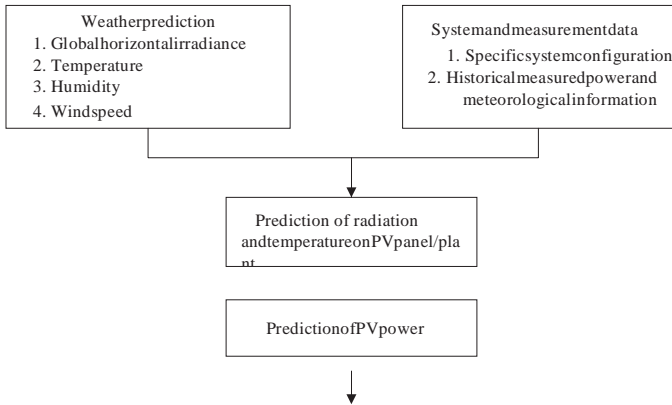 Weatherprediction
1. Globalhorizontalirradiance
2. Temperature
3. Humidity
4. Windspeed
Systemandmeasurementdata
1. Specificsystemconfiguration
2. Historicalmeasuredpowerand
meteorologicalinformation
Prediction of radiation
andtemperatureonPVpanel/pla
nt
PredictionofPVpower